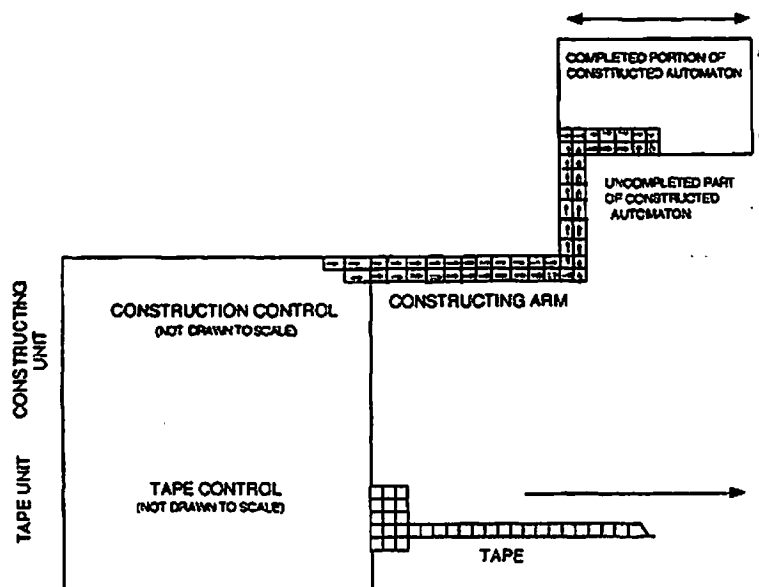 COMPLETED PORTION OF
CONSTRUCTED AUTOMATON
UNCOMPLETED PART
OF CONSTRUCTED
AUTOMATON
CONSTRUCTING ARM
CONSTRUCTING
UNIT
CONSTRUCTION CONTROL
(NOT DRAWN TO SCALE)
TAPE UNIT
TAPE CONTROL
(NOT DRAWN TO SCALE)
TAPE